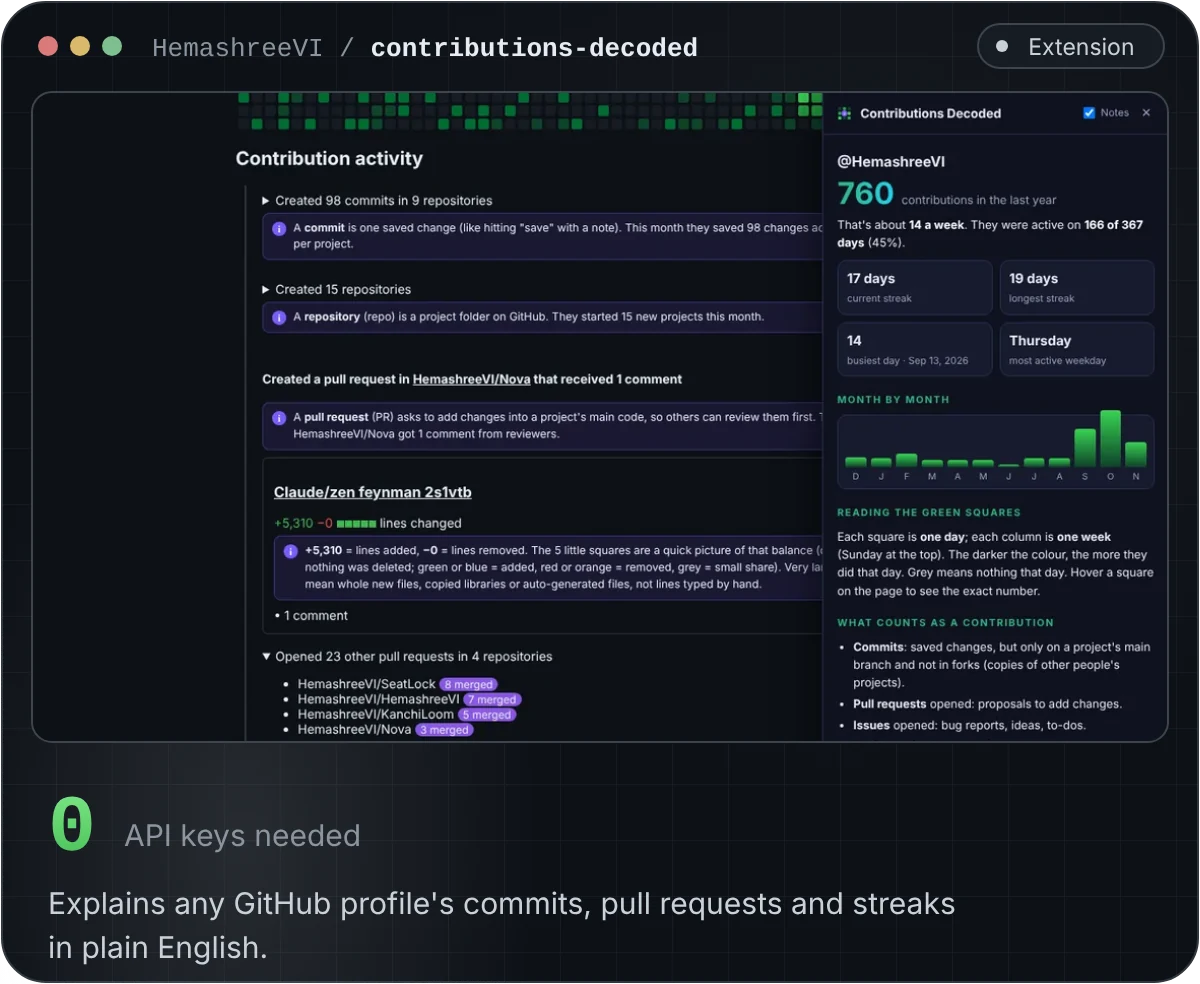 HemashreeVI / contributions-decoded
Extension
Contribution activity
Created 98 commits in 9 repositories
A commit is one saved change (like hitting "save" with a note). This month they saved 98 changes
per project.
Created 15 repositories
A repository (repo) is a project folder on GitHub. They started 15 new projects this month.
Created a pull request in HemashreeVI/Nova that received 1 comment
A pull request (PR) asks to add changes into a project's main code, so others can review them first.
HemashreeVI/Nova got 1 comment from reviewers.
Claude/zen feynman 2s1vtb
+5,310 −0 lines changed
+5,310 = lines added, −0 = lines removed. The 5 little squares are a quick picture of that balance
nothing was deleted; green or blue = added, red or orange = removed, grey = small share). Very
mean whole new files, copied libraries or auto-generated files, not lines typed by hand.
• 1 comment
Opened 23 other pull requests in 4 repositories
• HemashreeVI/SeatLock 8 merged
• HemashreeVI/HemashreeVI 7 merged
• HemashreeVI/KanchiLoom 5 merged
• HemashreeVI/Nova 3 merged
Contributions Decoded
Notes ×
@HemashreeVI
760 contributions in the last year
That's about 14 a week. They were active on 166 of 367
days (45%).
17 days
current streak
19 days
longest streak
14
busiest day · Sep 13, 2026
Thursday
most active weekday
MONTH BY MONTH
D J F M A M J J A S O N
READING THE GREEN SQUARES
Each square is one day; each column is one week
(Sunday at the top). The darker the colour, the more they
did that day. Grey means nothing that day. Hover a square
on the page to see the exact number.
WHAT COUNTS AS A CONTRIBUTION
• Commits: saved changes, but only on a project's main
branch and not in forks (copies of other people's
projects).
• Pull requests opened: proposals to add changes.
• Issues opened: bug reports, ideas, to-dos.
0 API keys needed
Explains any GitHub profile's commits, pull requests and streaks
in plain English.